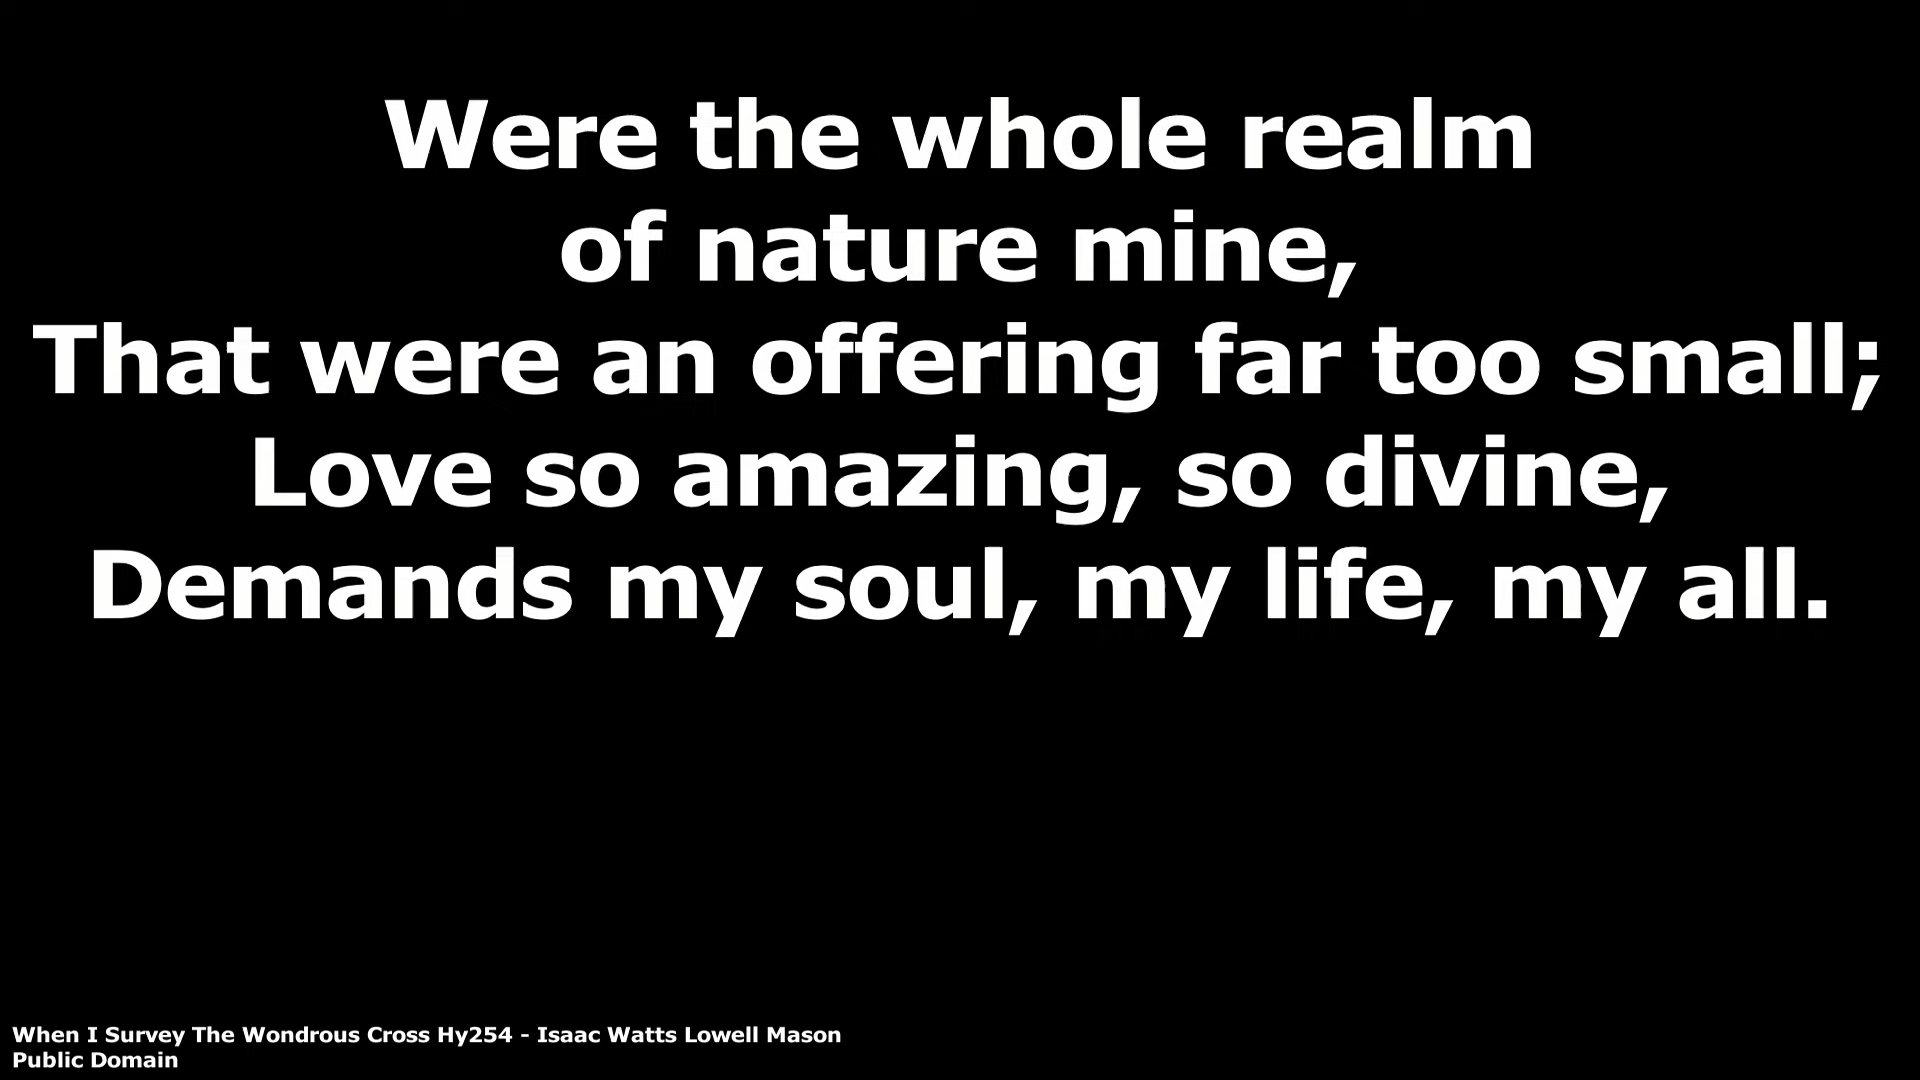 Were the whole realm
of nature mine,
That were an offering far too small;
Love so amazing, so divine,
Demands my soul, my life, my all.
When I Survey The Wondrous Cross Hy254 - Isaac Watts Lowell Mason
Public Domain